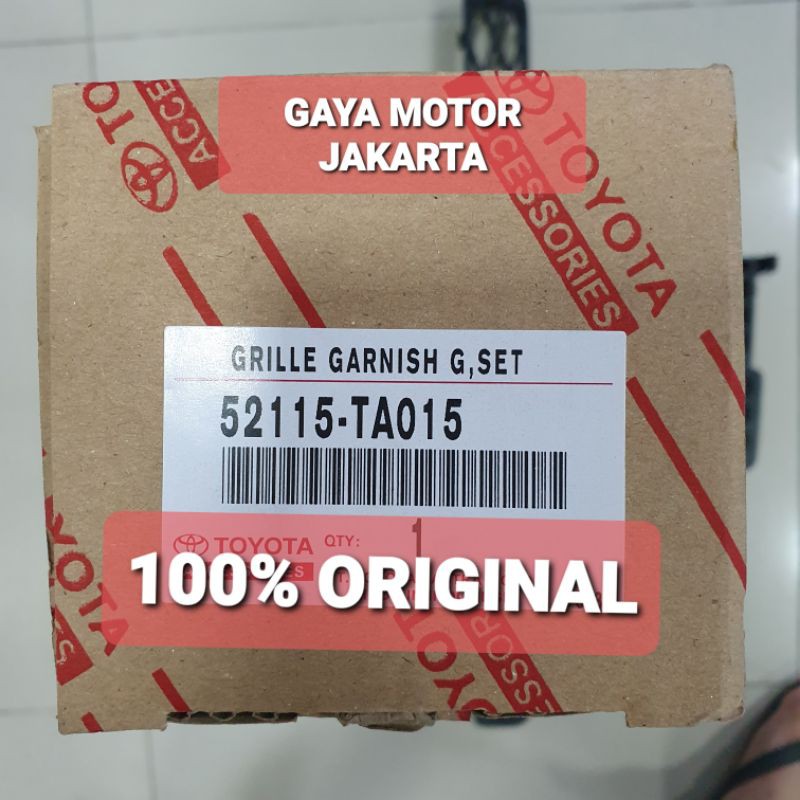 GAYA MOTOR
JAKARTA
TOYOTA
ACCESSORIES
GRILLE GARNISH G,SET
52115-TA015
TOYOTA QTY: 1
100% ORIGINAL
TOYOTA